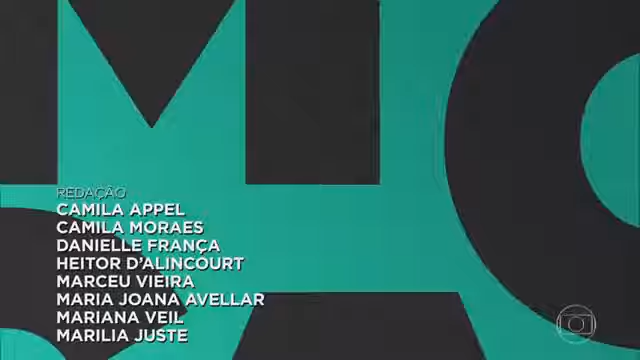 REDAÇÃO
CAMILA APPEL
CAMILA MORAES
DANIELLE FRANÇA
HEITOR D'ALINCOURT
MARCEU VIEIRA
MARIA JOANA AVELLAR
MARIANA VEIL
MARILIA JUSTE